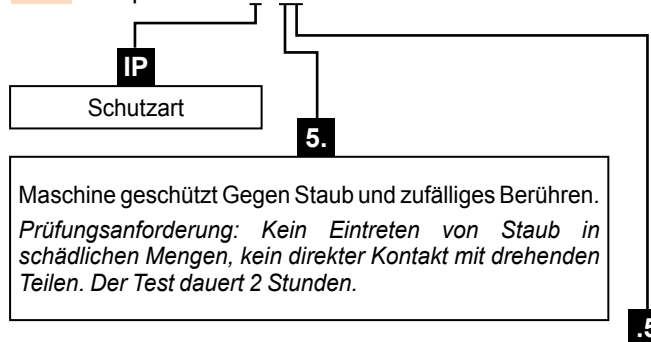 IP
Schutzart
5.
Maschine geschützt Gegen Staub und zufälliges Berühren.
Prüfungsanforderung: Kein Eintreten von Staub in
schädlichen Mengen, kein direkter Kontakt mit drehenden
Teilen. Der Test dauert 2 Stunden.
.5